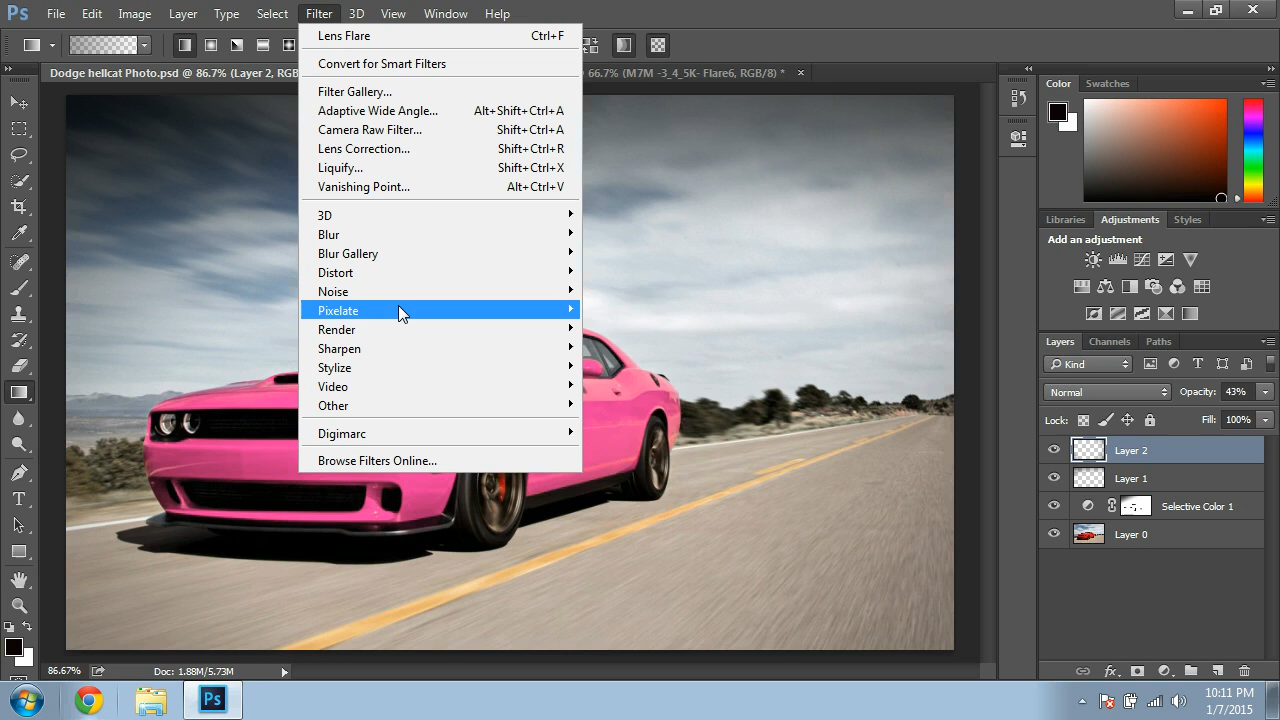 Ps File Edit Image Layer Type Select Filter 3D View Window Help
Dodge hellcat Photo.psd @ 86.7% (Layer 2, RGB
@ 66.7% (M7M -3_4_5K- Flare6, RGB/8) *
Lens Flare Ctrl+F
Convert for Smart Filters
Filter Gallery...
Adaptive Wide Angle... Alt+Shift+Ctrl+A
Camera Raw Filter... Shift+Ctrl+A
Lens Correction... Shift+Ctrl+R
Liquify... Shift+Ctrl+X
Vanishing Point... Alt+Ctrl+V
3D
Blur
Blur Gallery
Distort
Noise
Pixelate
Render
Sharpen
Stylize
Video
Other
Digimarc
Browse Filters Online...
Color Swatches
Libraries Adjustments Styles
Add an adjustment
Layers Channels Paths
Kind
Normal Opacity: 43%
Lock: Fill: 100%
Layer 2
Layer 1
Selective Color 1
Layer 0
86.67% Doc: 1.88M/5.73M
Ps
10:11 PM
1/7/2015